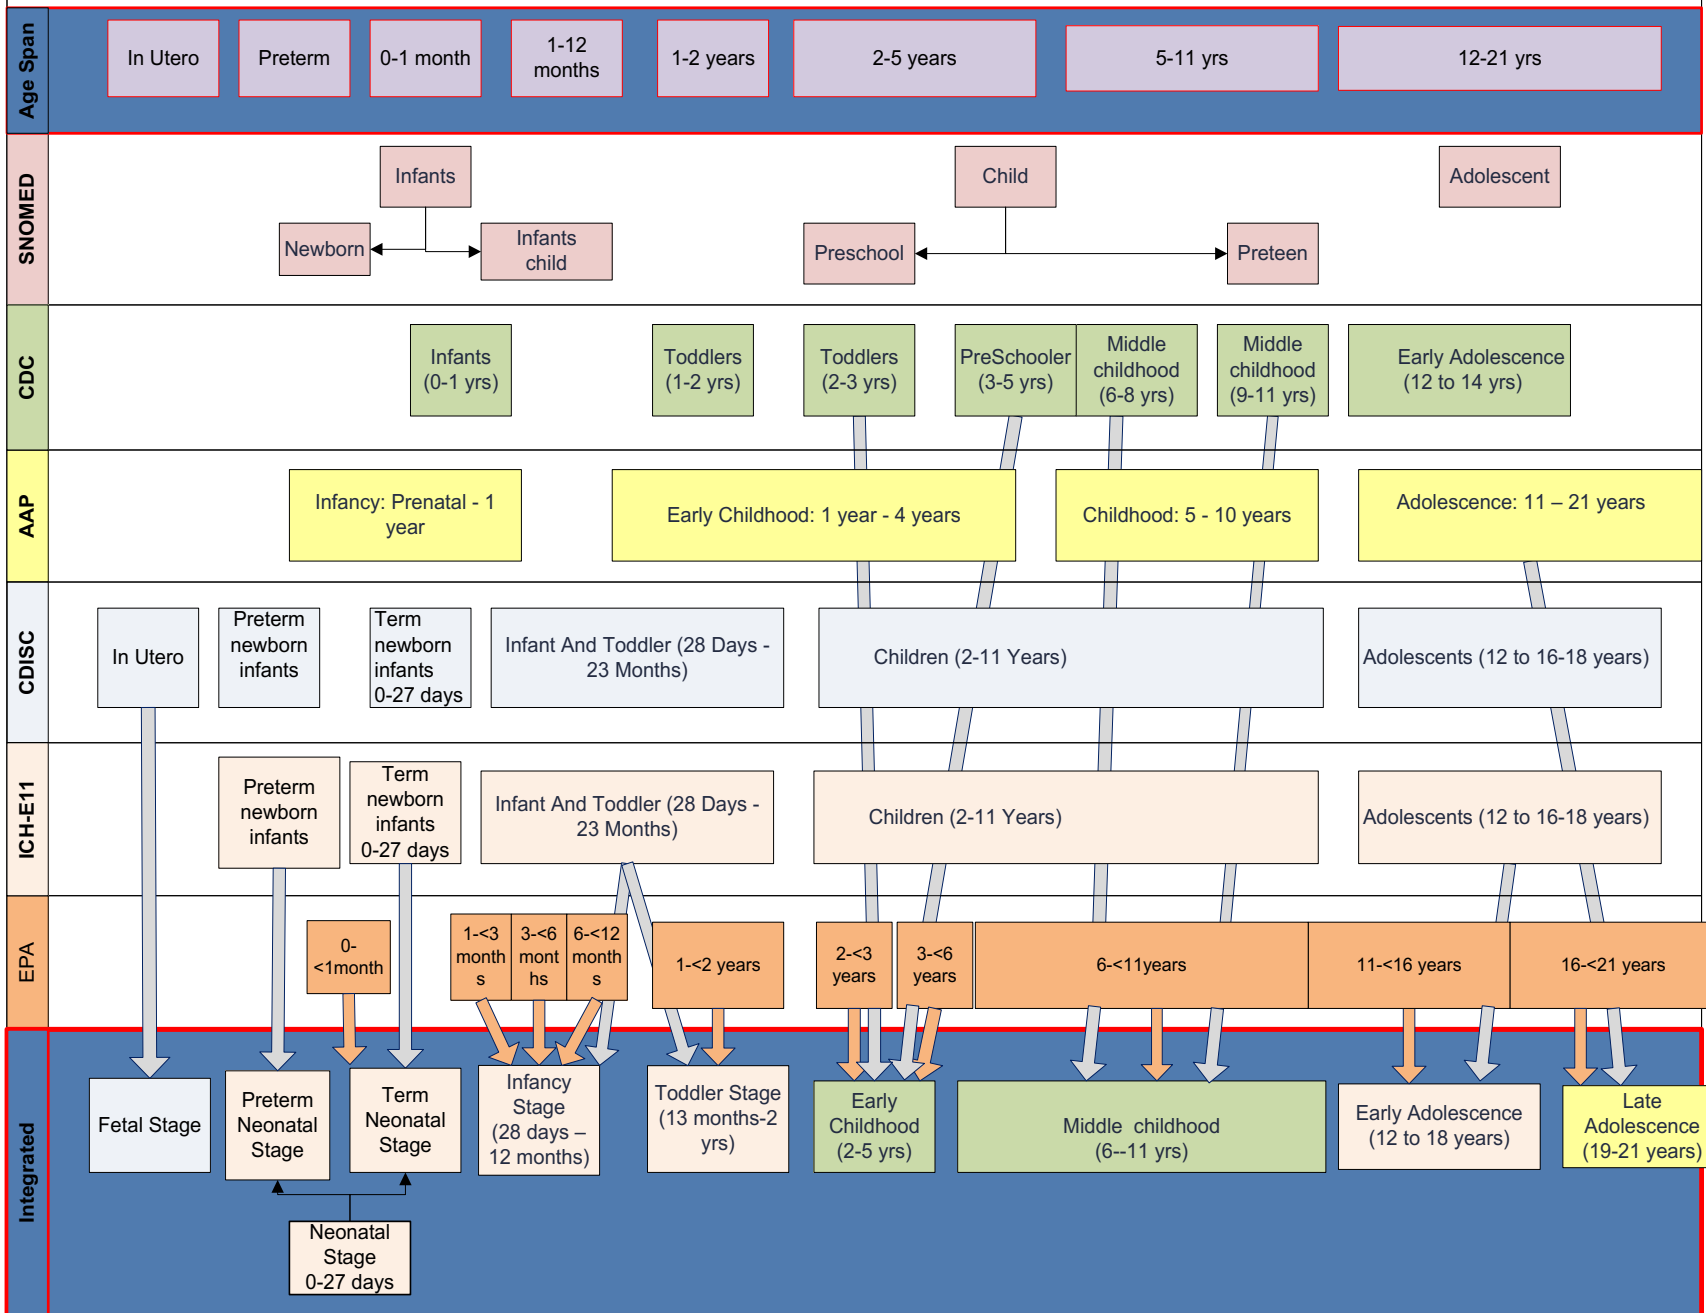 Age Span
In Utero
Preterm
0-1 month
1-12
months
1-2 years
2-5 years
5-11 yrs
12-21 yrs
SNOMED
Infants
Child
Adolescent
Newborn
Infants
child
Preschool
Preteen
CDC
Infants
(0-1 yrs)
Toddlers
(1-2 yrs)
Toddlers
(2-3 yrs)
PreSchooler
(3-5 yrs)
Middle
childhood
(6-8 yrs)
Middle
childhood
(9-11 yrs)
Early Adolescence
(12 to 14 yrs)
AAP
Infancy: Prenatal - 1
year
Early Childhood: 1 year - 4 years
Childhood: 5 - 10 years
Adolescence: 11 – 21 years
CDISC
In Utero
Preterm
newborn
infants
Term
newborn
infants
0-27 days
Infant And Toddler (28 Days -
23 Months)
Children (2-11 Years)
Adolescents (12 to 16-18 years)
ICH-E11
Preterm
newborn
infants
Term
newborn
infants
0-27 days
Infant And Toddler (28 Days -
23 Months)
Children (2-11 Years)
Adolescents (12 to 16-18 years)
EPA
0-
<1month
1-<3
month
s
3-<6
mont
hs
6-<12
month
s
1-<2 years
2-<3
years
3-<6
years
6-<11years
11-<16 years
16-<21 years
Integrated
Fetal Stage
Preterm
Neonatal
Stage
Term
Neonatal
Stage
Infancy
Stage
(28 days –
12 months)
Toddler Stage
(13 months-2
yrs)
Early
Childhood
(2-5 yrs)
Middle childhood
(6--11 yrs)
Early Adolescence
(12 to 18 years)
Late
Adolescence
(19-21 years)
Neonatal
Stage
0-27 days